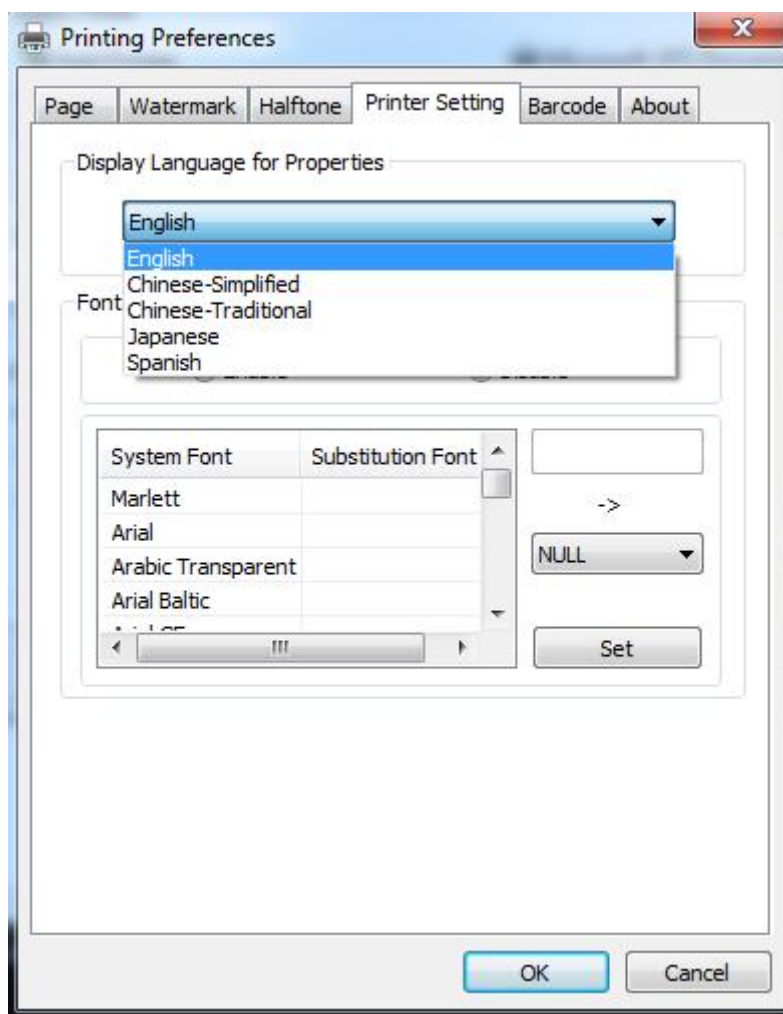 Printing Preferences
Page Watermark Halftone Printer Setting Barcode About
Display Language for Properties
English
English
Chinese-Simplified
Font
Chinese-Traditional
Japanese
Spanish
System Font Substitution Font
Marlett
->
Arial
NULL
Arabic Transparent
Arial Baltic
Set
OK Cancel